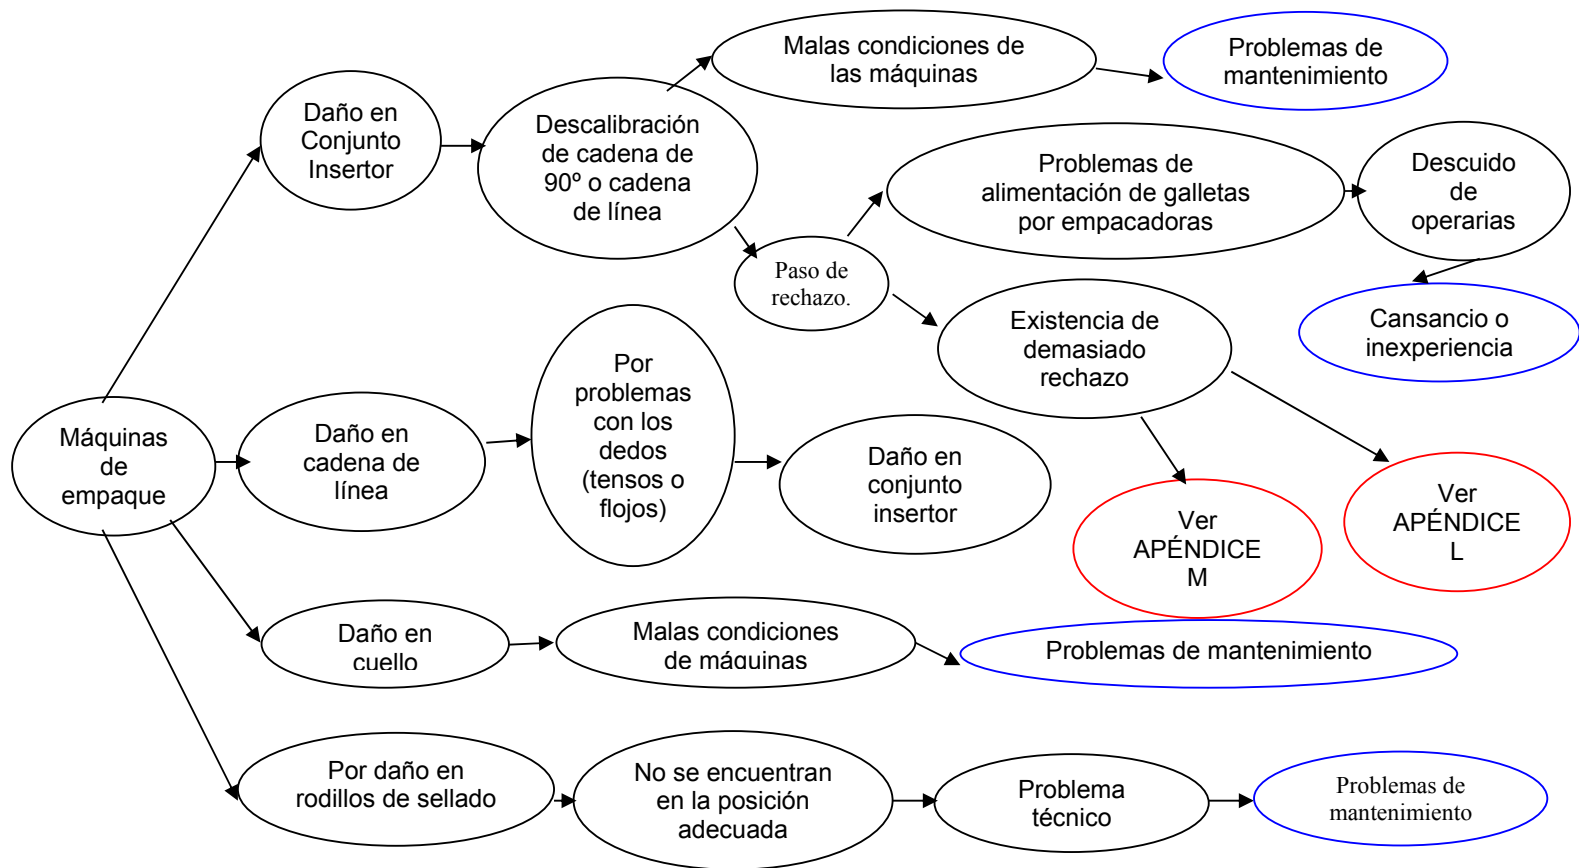 Malas condiciones de
las máquinas
Problemas de
mantenimiento
Daño en
Conjunto
Insertor
Descalibración
de cadena de
90º o cadena
de línea
Problemas de
alimentación de galletas
por empacadoras
Descuido
de
operarias
Paso de
rechazo.
Existencia de
demasiado
rechazo
Cansancio o
inexperiencia
Máquinas
de
empaque
Daño en
cadena de
línea
Por
problemas
con los
dedos
(tensos o
flojos)
Daño en
conjunto
insertor
Ver
APÉNDICE
M
Ver
APÉNDICE
L
Daño en
cuello
Malas condiciones
de máquinas
Problemas de mantenimiento
Por daño en
rodillos de sellado
No se encuentran
en la posición
adecuada
Problema
técnico
Problemas de
mantenimiento